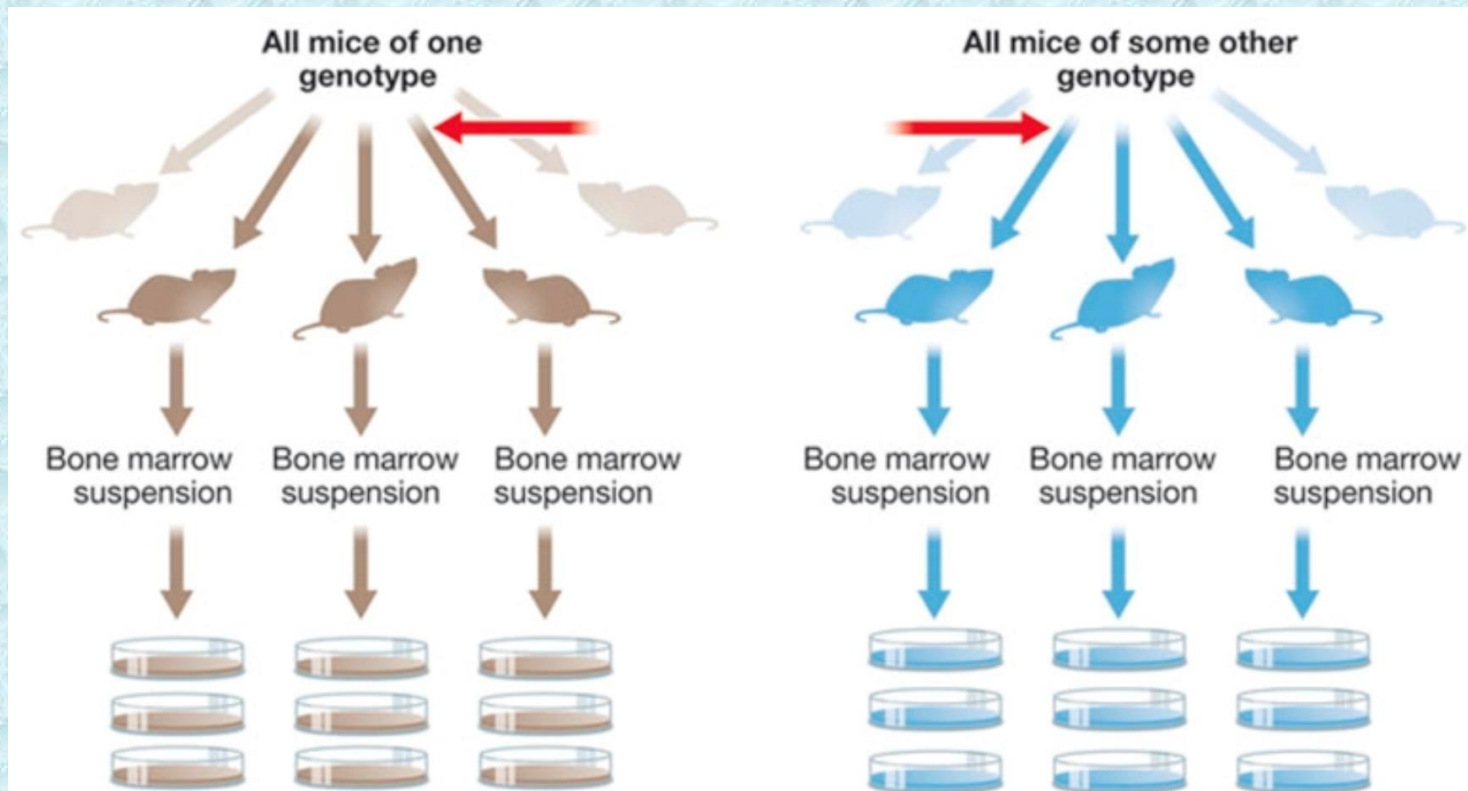 All mice of one
genotype
All mice of some other
genotype
Bone marrow
suspension
Bone marrow
suspension
Bone marrow
suspension
Bone marrow
suspension
Bone marrow
suspension
Bone marrow
suspension